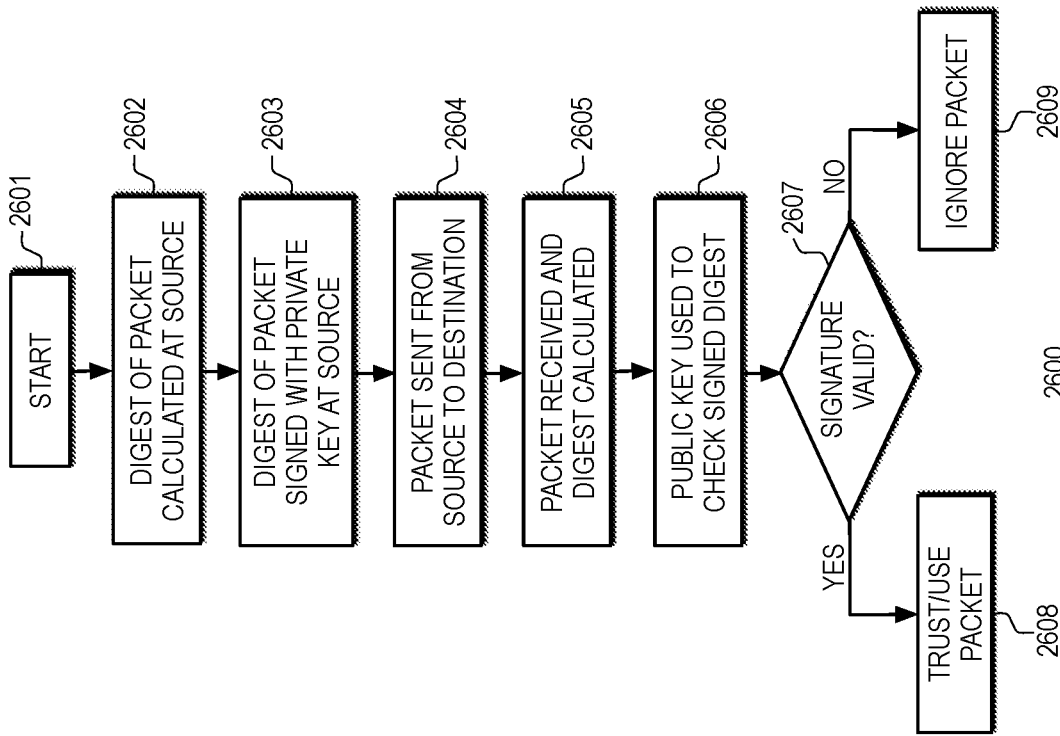 START
2601
DIGEST OF PACKET
CALCULATED AT SOURCE
2602
DIGEST OF PACKET
SIGNED WITH PRIVATE
KEY AT SOURCE
2603
PACKET SENT FROM
SOURCE TO DESTINATION
2604
PACKET RECEIVED AND
DIGEST CALCULATED
2605
PUBLIC KEY USED TO
CHECK SIGNED DIGEST
2606
SIGNATURE
VALID?
2607
YES
NO
TRUST/USE
PACKET
2608
IGNORE PACKET
2609
2600